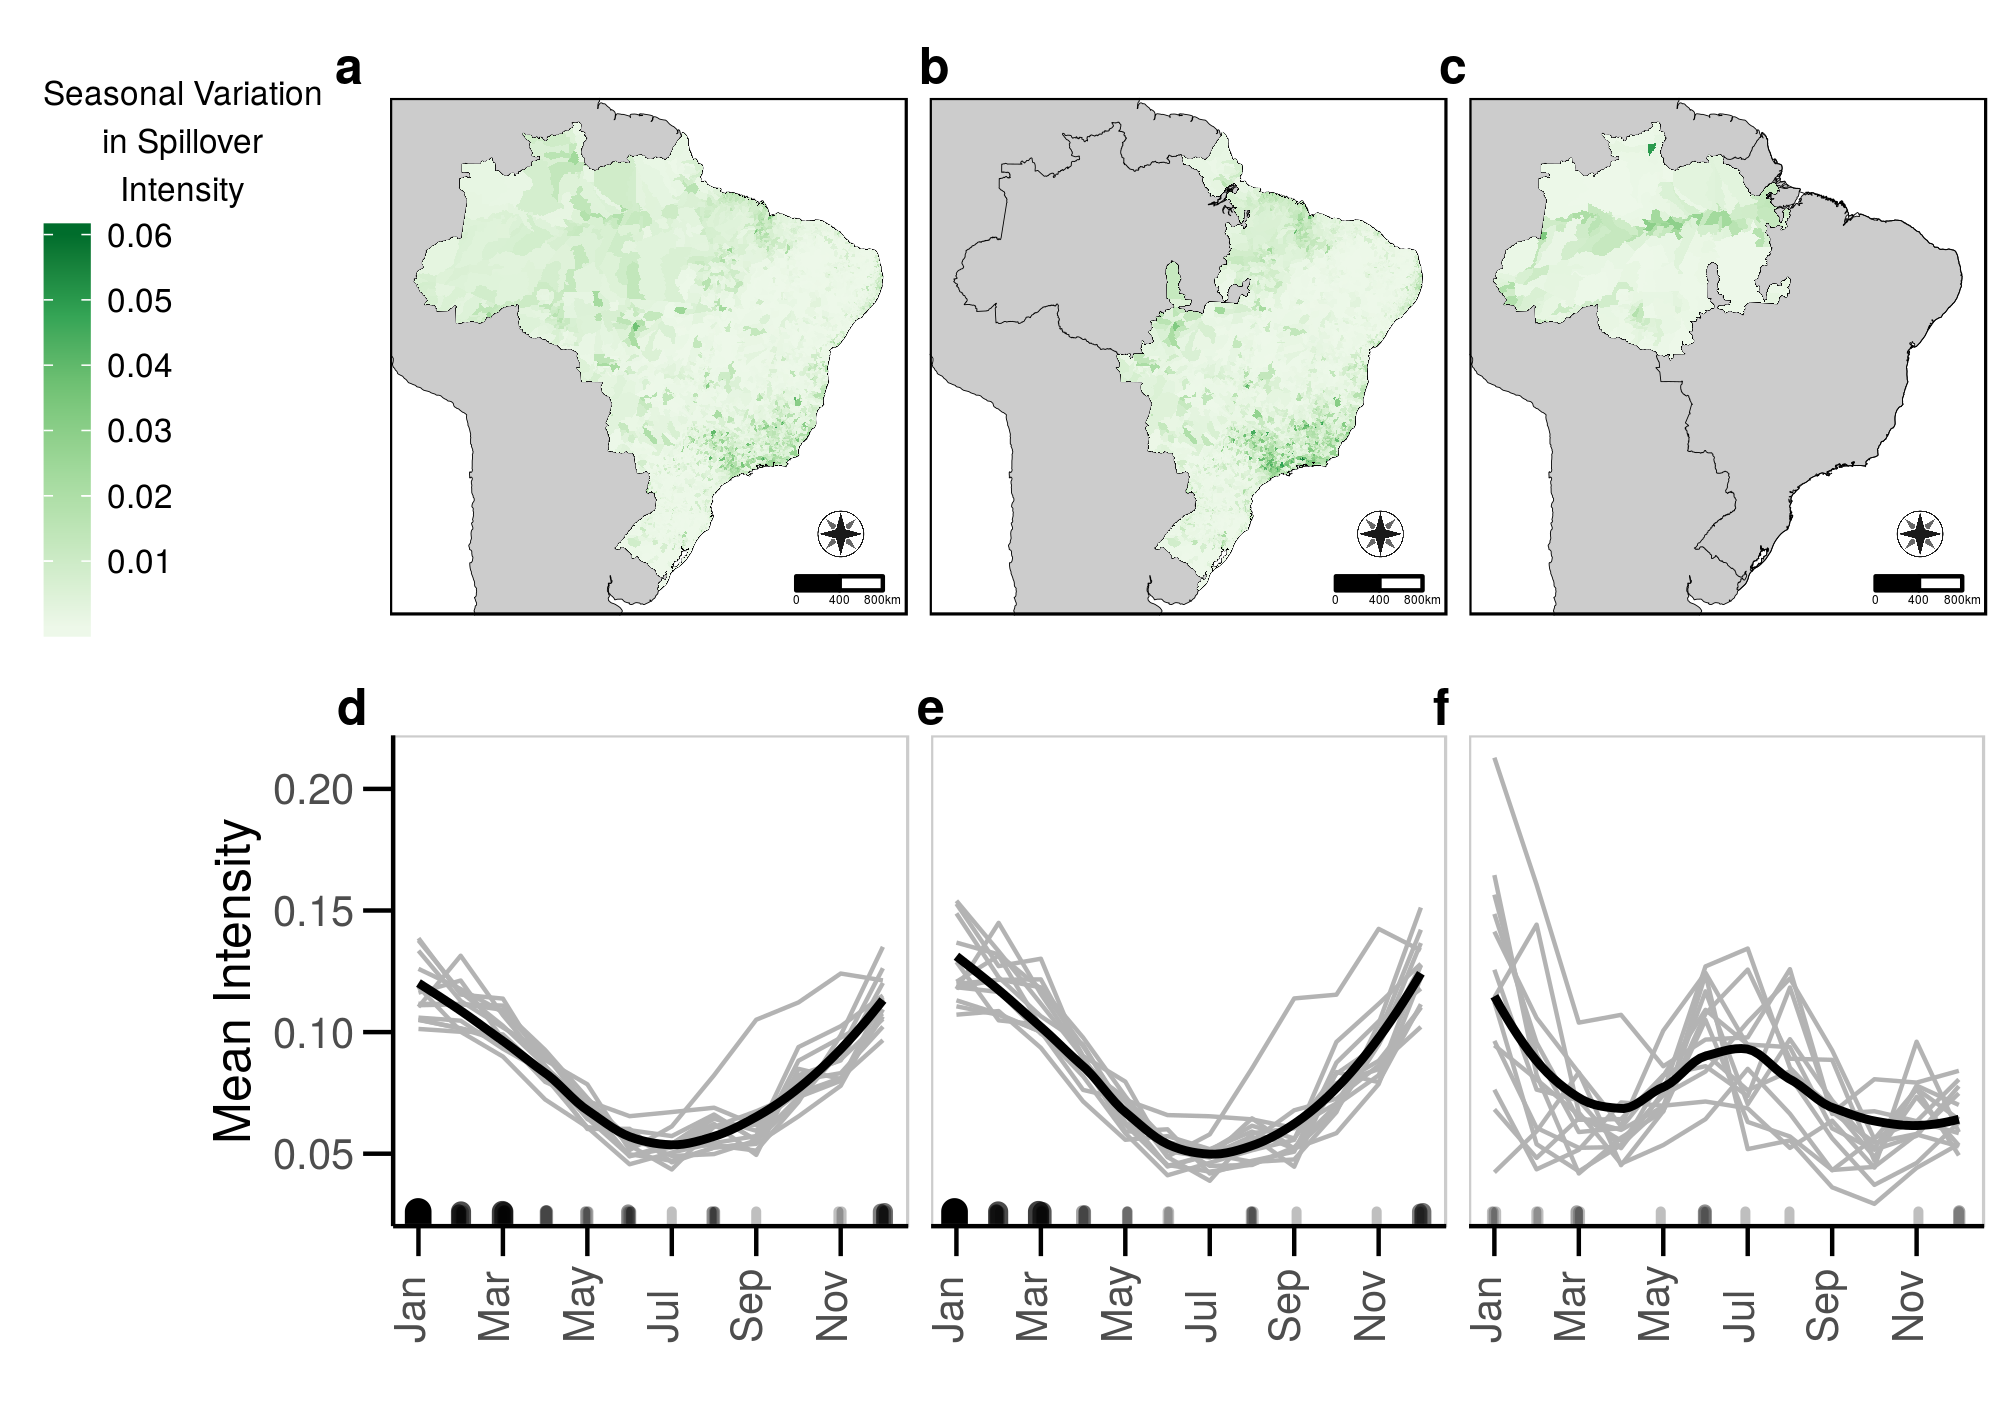 a
b
c
Seasonal Variation
in Spillover
Intensity
0.06
0.05
0.04
0.03
0.02
0.01
0 400 800km
0 400 800km
0 400 800km
d
e
f
Mean Intensity
0.20
0.15
0.10
0.05
Jan Mar May Jul Sep Nov
Jan Mar May Jul Sep Nov
Jan Mar May Jul Sep Nov